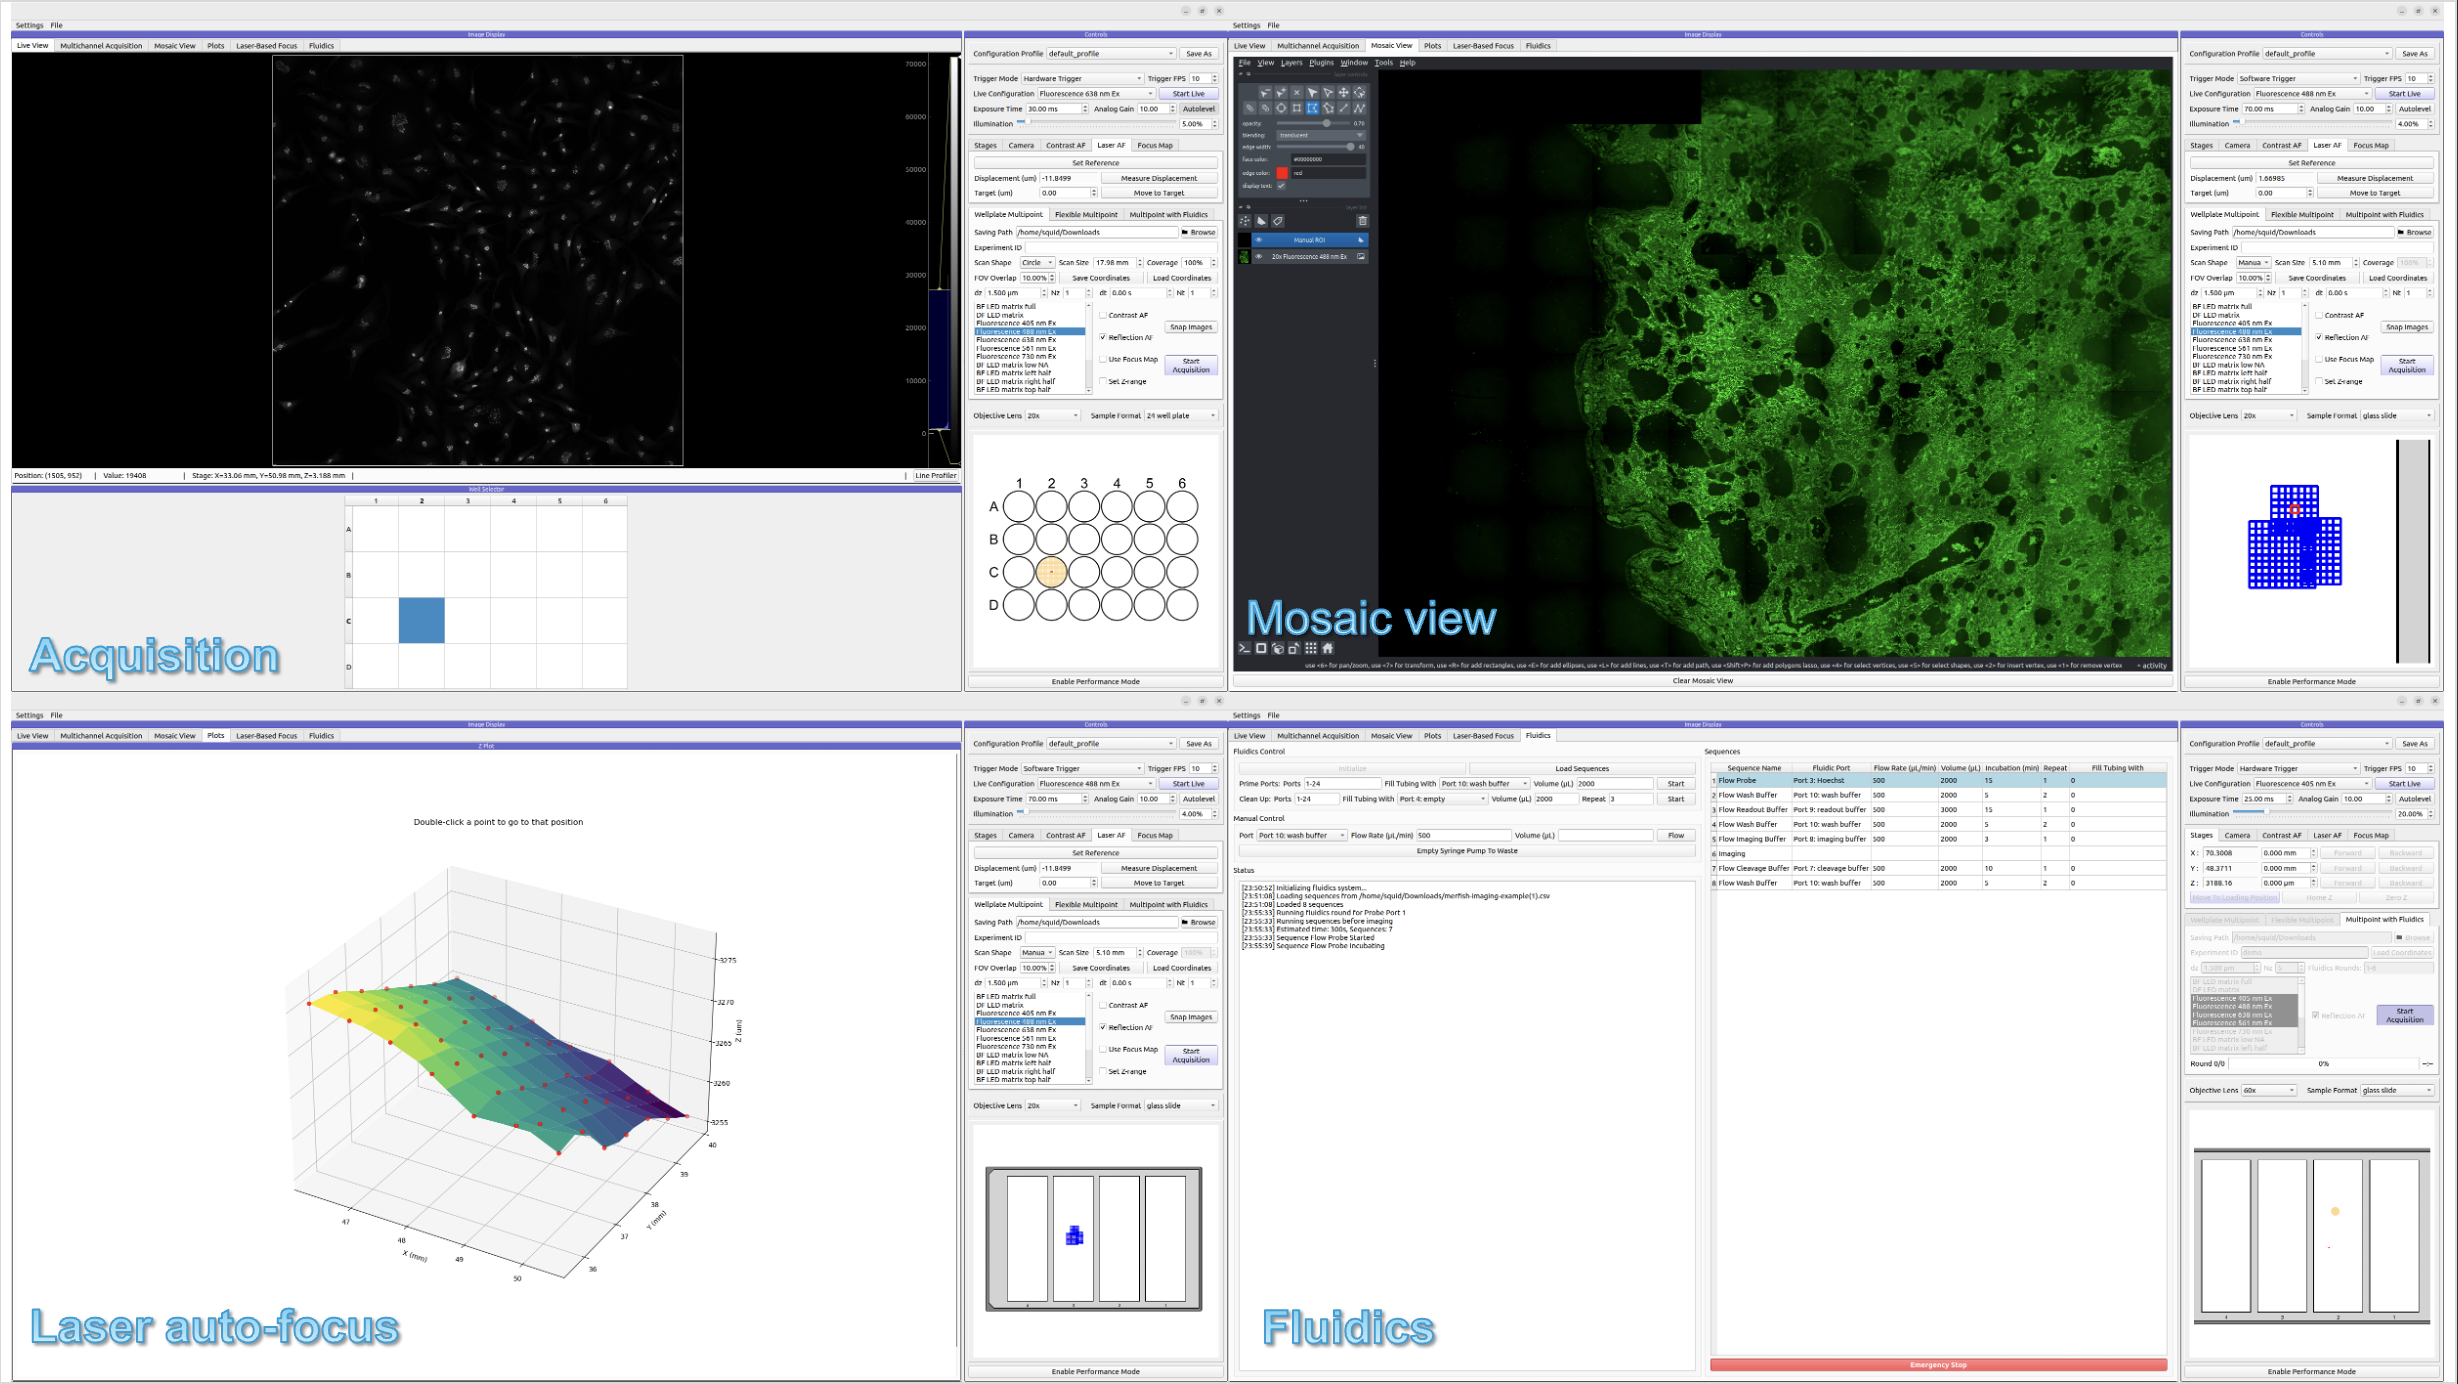 Settings File
Image Display
Live View Multichannel Acquisition Mosaic View Plots Laser-Based Focus Fluidics
70000
60000
50000
40000
30000
20000
10000
0
Position: (1505, 952) | Value: 19408 | Stage: X=33.06 mm, Y=50.98 mm, Z=3.188 mm |
| Line Profiler
Well Selector
1 2 3 4 5 6
A
B
C
D
Acquisition
Controls
Configuration Profile default_profile Save As
Trigger Mode Hardware Trigger Trigger FPS 10
Live Configuration Fluorescence 638 nm Ex Start Live
Exposure Time 30.00 ms Analog Gain 10.00 Autolevel
Illumination 5.00%
Stages Camera Contrast AF Laser AF Focus Map
Set Reference
Displacement (um) -11.8499 Measure Displacement
Target (um) 0.00 Move to Target
Wellplate Multipoint Flexible Multipoint Multipoint with Fluidics
Saving Path /home/squid/Downloads Browse
Experiment ID
Scan Shape Circle Scan Size 17.98 mm Coverage 100%
FOV Overlap 10.00% Save Coordinates Load Coordinates
dz 1.500 μm Nz 1 dt 0.00 s Nt 1
BF LED matrix full
DF LED matrix
Fluorescence 405 nm Ex
Fluorescence 488 nm Ex
Fluorescence 638 nm Ex
Fluorescence 561 nm Ex
Fluorescence 730 nm Ex
BF LED matrix low NA
BF LED matrix left half
BF LED matrix right half
BF LED matrix top half
Contrast AF
Reflection AF
Use Focus Map
Set Z-range
Snap Images
Start Acquisition
Objective Lens 20x Sample Format 24 well plate
1 2 3 4 5 6
A
B
C
D
Enable Performance Mode
Settings File
Image Display
Live View Multichannel Acquisition Mosaic View Plots Laser-Based Focus Fluidics
File View Layers Plugins Window Tools Help
layer controls
opacity: 0.70
blending: translucent
edge width: 40
face color: #00000000
edge color: red
display text:
layer list
Manual ROI
20x Fluorescence 488 nm Ex
Mosaic view
use <6> for pan/zoom, use <7> for transform, use <R> for add rectangles, use <E> for add ellipses, use <L> for add lines, use <T> for add path, use <Shift+P> for add polygons lasso, use <4> for select vertices, use <5> for select shapes, use <2> for insert vertex, use <1> for remove vertex activity
Clear Mosaic View
Controls
Configuration Profile default_profile Save As
Trigger Mode Software Trigger Trigger FPS 10
Live Configuration Fluorescence 488 nm Ex Start Live
Exposure Time 70.00 ms Analog Gain 10.00 Autolevel
Illumination 4.00%
Stages Camera Contrast AF Laser AF Focus Map
Set Reference
Displacement (um) 1.66985 Measure Displacement
Target (um) 0.00 Move to Target
Wellplate Multipoint Flexible Multipoint Multipoint with Fluidics
Saving Path /home/squid/Downloads Browse
Experiment ID
Scan Shape Manua Scan Size 5.10 mm Coverage 100%
FOV Overlap 10.00% Save Coordinates Load Coordinates
dz 1.500 μm Nz 1 dt 0.00 s Nt 1
BF LED matrix full
DF LED matrix
Fluorescence 405 nm Ex
Fluorescence 488 nm Ex
Fluorescence 638 nm Ex
Fluorescence 561 nm Ex
Fluorescence 730 nm Ex
BF LED matrix low NA
BF LED matrix left half
BF LED matrix right half
BF LED matrix top half
Contrast AF
Reflection AF
Use Focus Map
Set Z-range
Snap Images
Start Acquisition
Objective Lens 20x Sample Format glass slide
Enable Performance Mode
Settings File
Image Display
Live View Multichannel Acquisition Mosaic View Plots Laser-Based Focus Fluidics
Z Plot
Double-click a point to go to that position
3275
3270
3265
3260
3255
Z (um)
47
48
49
50
X (mm)
36
37
38
39
40
Y (mm)
Laser auto-focus
Controls
Configuration Profile default_profile Save As
Trigger Mode Software Trigger Trigger FPS 10
Live Configuration Fluorescence 488 nm Ex Start Live
Exposure Time 70.00 ms Analog Gain 10.00 Autolevel
Illumination 4.00%
Stages Camera Contrast AF Laser AF Focus Map
Set Reference
Displacement (um) -11.8499 Measure Displacement
Target (um) 0.00 Move to Target
Wellplate Multipoint Flexible Multipoint Multipoint with Fluidics
Saving Path /home/squid/Downloads Browse
Experiment ID
Scan Shape Manua Scan Size 5.10 mm Coverage 100%
FOV Overlap 10.00% Save Coordinates Load Coordinates
dz 1.500 μm Nz 1 dt 0.00 s Nt 1
BF LED matrix full
DF LED matrix
Fluorescence 405 nm Ex
Fluorescence 488 nm Ex
Fluorescence 638 nm Ex
Fluorescence 561 nm Ex
Fluorescence 730 nm Ex
BF LED matrix low NA
BF LED matrix left half
BF LED matrix right half
BF LED matrix top half
Contrast AF
Reflection AF
Use Focus Map
Set Z-range
Snap Images
Start Acquisition
Objective Lens 20x Sample Format glass slide
4 3 2 1
Enable Performance Mode
Settings File
Image Display
Live View Multichannel Acquisition Mosaic View Plots Laser-Based Focus Fluidics
Fluidics Control
Initialize Load Sequences
Prime Ports: Ports 1-24 Fill Tubing With Port 10: wash buffer Volume (μL) 2000 Start
Clean Up: Ports 1-24 Fill Tubing With Port 4: empty Volume (μL) 2000 Repeat 3 Start
Manual Control
Port Port 10: wash buffer Flow Rate (μL/min) 500 Volume (μL) Flow
Empty Syringe Pump To Waste
Status
[23:50:52] Initializing fluidics system...
[23:51:08] Loading sequences from /home/squid/Downloads/merfish-imaging-example(1).csv
[23:51:08] Loaded 8 sequences
[23:55:33] Running fluidics round for Probe Port 1
[23:55:33] Running sequences before imaging
[23:55:33] Estimated time: 300s, Sequences: 7
[23:55:33] Sequence Flow Probe Started
[23:55:39] Sequence Flow Probe Incubating
Fluidics
Sequences
Sequence Name Fluidic Port Flow Rate (μL/min) Volume (μL) Incubation (min) Repeat Fill Tubing With
1 Flow Probe Port 3: Hoechst 500 2000 15 1 0
2 Flow Wash Buffer Port 10: wash buffer 500 2000 5 2 0
3 Flow Readout Buffer Port 9: readout buffer 500 3000 15 1 0
4 Flow Wash Buffer Port 10: wash buffer 500 2000 5 2 0
5 Flow Imaging Buffer Port 8: imaging buffer 500 2000 3 1 0
6 Imaging
7 Flow Cleavage Buffer Port 7: cleavage buffer 500 2000 10 1 0
8 Flow Wash Buffer Port 10: wash buffer 500 2000 5 2 0
Emergency Stop
Controls
Configuration Profile default_profile Save As
Trigger Mode Hardware Trigger Trigger FPS 10
Live Configuration Fluorescence 405 nm Ex Start Live
Exposure Time 25.00 ms Analog Gain 10.00 Autolevel
Illumination 20.00%
Stages Camera Contrast AF Laser AF Focus Map
X: 70.3008 0.000 mm Forward Backward
Y: 48.3711 0.000 mm Forward Backward
Z: 3188.16 0.000 μm Forward Backward
Move To Loading Position Home Z Zero Z
Wellplate Multipoint Flexible Multipoint Multipoint with Fluidics
Saving Path /home/squid/Downloads Browse
Experiment ID demo Load Coordinates
dz 1.500 μm Nz 5 Fluidics Rounds: 1-6
BF LED matrix full
DF LED matrix
Fluorescence 405 nm Ex
Fluorescence 488 nm Ex
Fluorescence 638 nm Ex
Fluorescence 561 nm Ex
Fluorescence 730 nm Ex
BF LED matrix low NA
BF LED matrix left half
Reflection AF
Start Acquisition
Round 0/0 0% --:--
Objective Lens 60x Sample Format glass slide
4 3 2 1
Enable Performance Mode